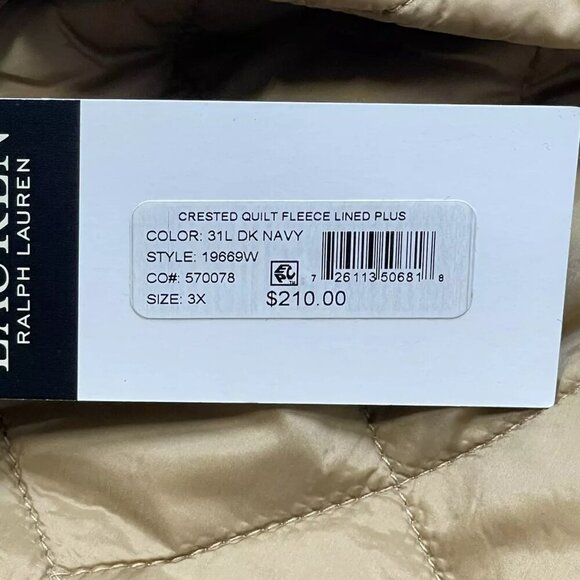 LAUREN
RALPH LAUREN
CRESTED QUILT FLEECE LINED PLUS
COLOR: 31L DK NAVY
STYLE: 19669W
CO#: 570078
7 26113 50681 8
SIZE: 3X
$210.00